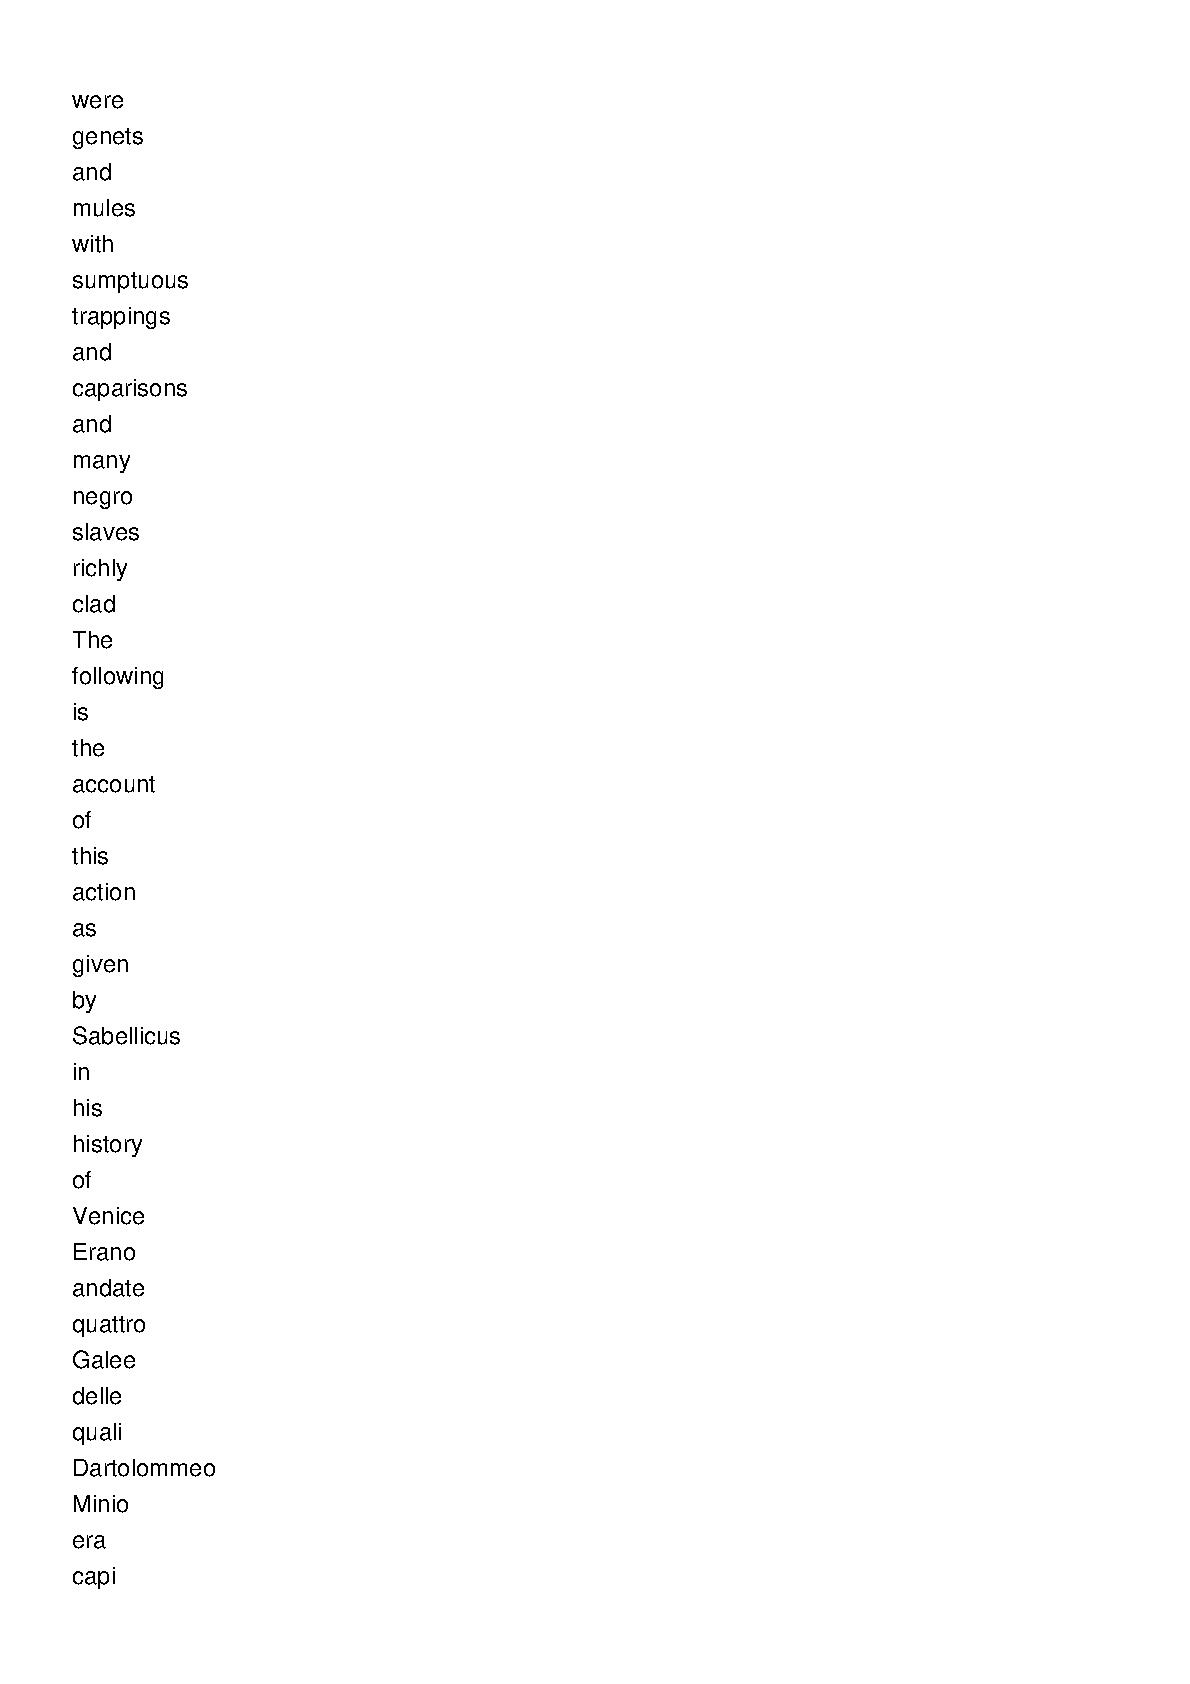 were
genets
and
mules
with
sumptuous
trappings
and
caparisons
and
many
negro
slaves
richly
clad
The
following
is
the
account
of
this
action
as
given
by
Sabellicus
in
his
history
of
Venice
Erano
andate
quattro
Galee
delle
quali
Dartolommeo
Minio
era
capi